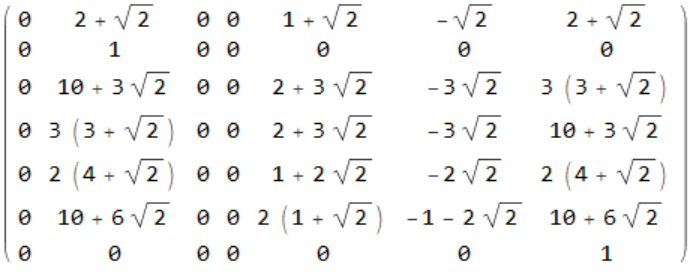 0 2 + √2 0 0 1 + √2 -√2 2 + √2
0 1 0 0 0 0 0
0 10 + 3 √2 0 0 2 + 3 √2 -3 √2 3 (3 + √2)
0 3 (3 + √2) 0 0 2 + 3 √2 -3 √2 10 + 3 √2
0 2 (4 + √2) 0 0 1 + 2 √2 -2 √2 2 (4 + √2)
0 10 + 6 √2 0 0 2 (1 + √2) -1 - 2 √2 10 + 6 √2
0 0 0 0 0 0 1